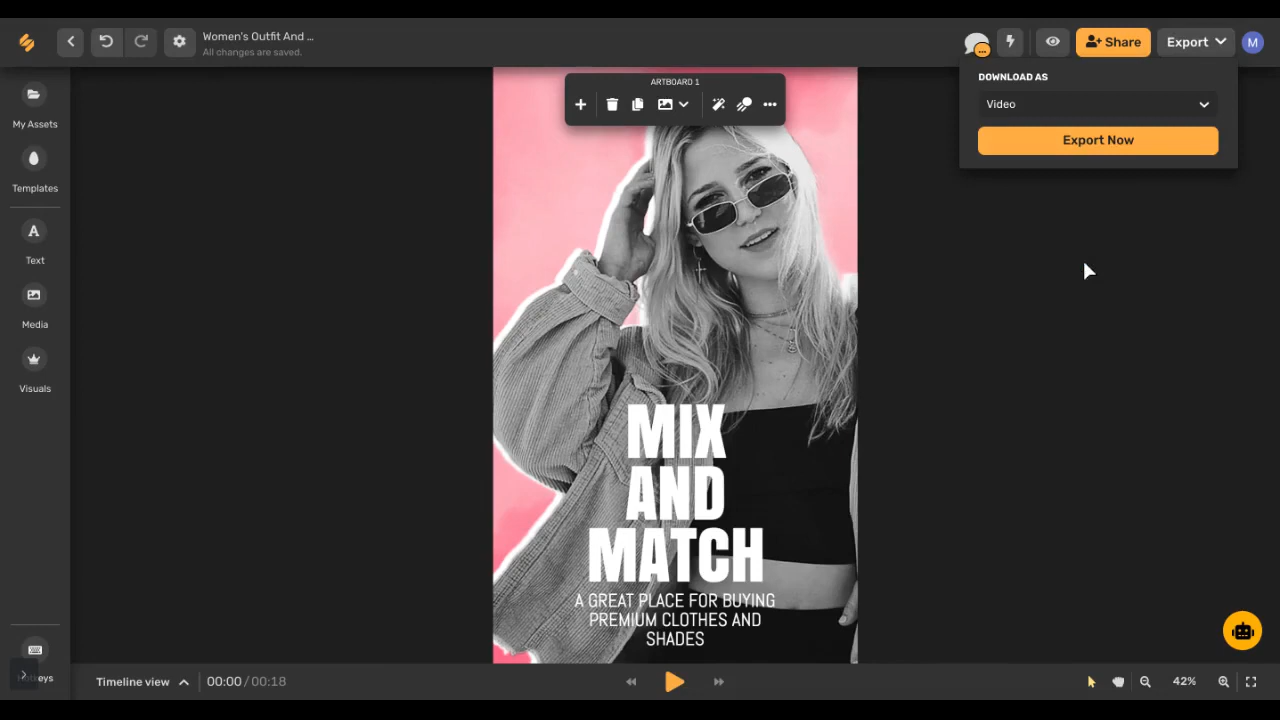 Women's Outfit And ...
All changes are saved.
Share
Export
M
DOWNLOAD AS
Video
Export Now
ARTBOARD 1
My Assets
Templates
Text
Media
Visuals
MIX
AND
MATCH
A GREAT PLACE FOR BUYING
PREMIUM CLOTHES AND
SHADES
Timeline view
00:00 / 00:18
42%